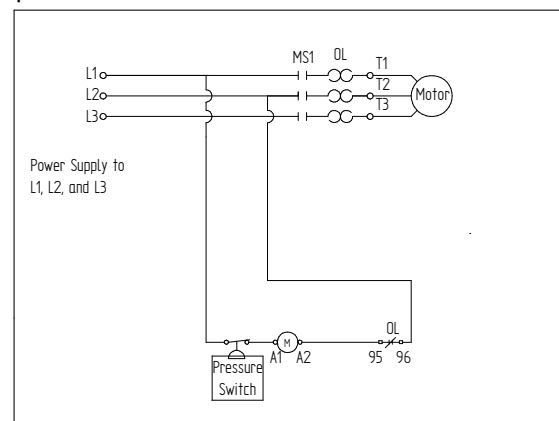 MS1 OL
L1 T1
L2 T2 Motor
L3 T3
Power Supply to
L1, L2, and L3
OL
M
A1 A2 95 96
Pressure
Switch